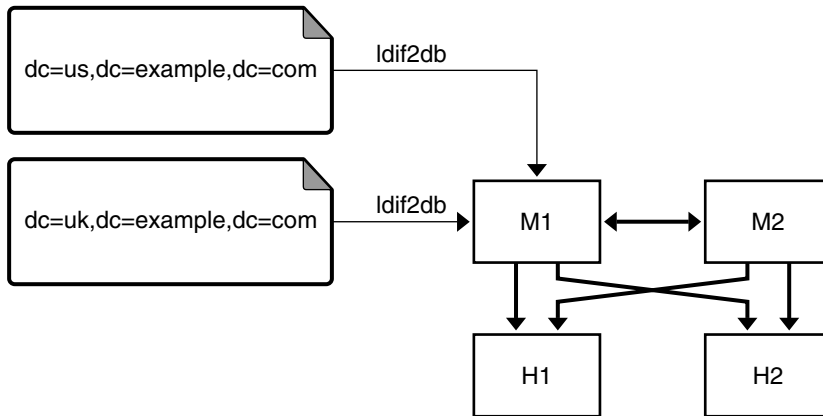 dc=us,dc=example,dc=com
ldif2db
dc=uk,dc=example,dc=com
ldif2db
M1
M2
H1
H2